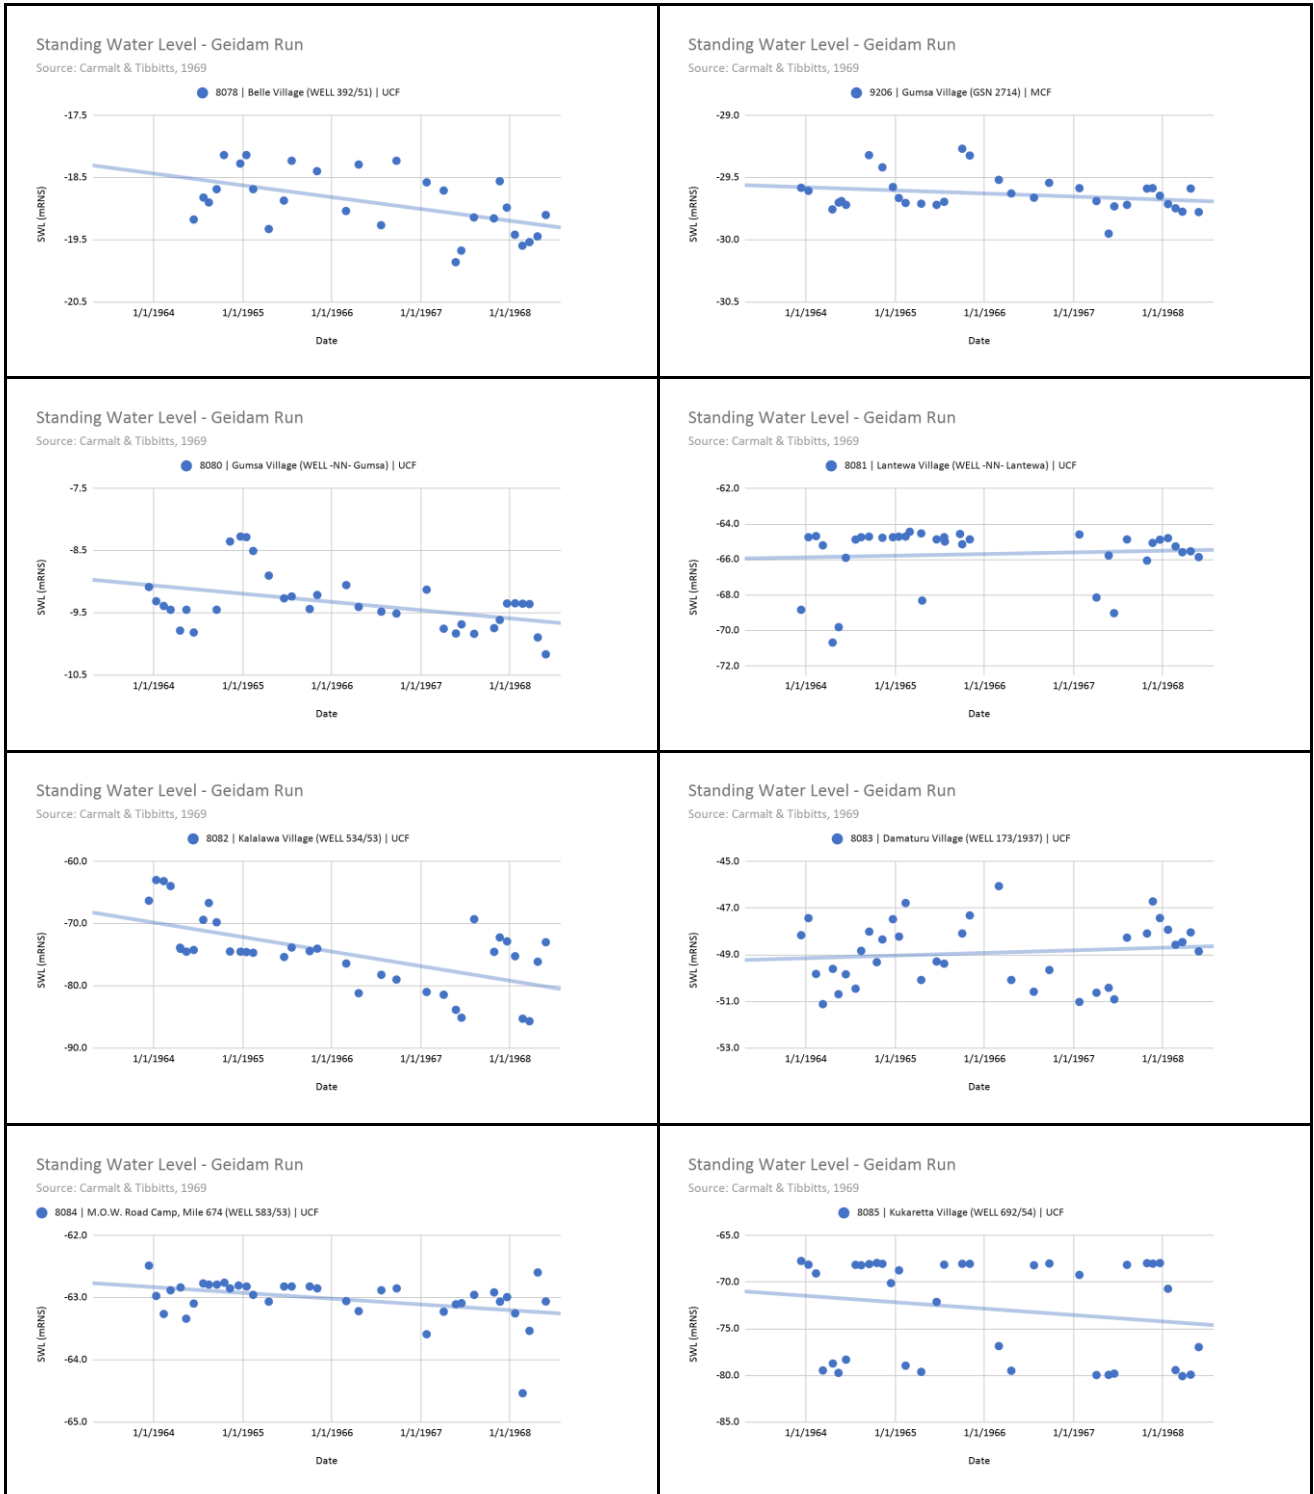 Standing Water Level - Geidam Run
Source: Carmalt & Tibbitts, 1969
8078 | Belle Village (WELL 392/51) | UCF
-17.5
-18.5
-19.5
-20.5
SWL (mRNS)
1/1/1964 1/1/1965 1/1/1966 1/1/1967 1/1/1968
Date
Standing Water Level - Geidam Run
Source: Carmalt & Tibbitts, 1969
9206 | Gumsa Village (GSN 2714) | MCF
-29.0
-29.5
-30.0
-30.5
SWL (mRNS)
1/1/1964 1/1/1965 1/1/1966 1/1/1967 1/1/1968
Date
Standing Water Level - Geidam Run
Source: Carmalt & Tibbitts, 1969
8080 | Gumsa Village (WELL -NN- Gumsa) | UCF
-7.5
-8.5
-9.5
-10.5
SWL (mRNS)
1/1/1964 1/1/1965 1/1/1966 1/1/1967 1/1/1968
Date
Standing Water Level - Geidam Run
Source: Carmalt & Tibbitts, 1969
8081 | Lantewa Village (WELL -NN- Lantewa) | UCF
-62.0
-64.0
-66.0
-68.0
-70.0
-72.0
SWL (mRNS)
1/1/1964 1/1/1965 1/1/1966 1/1/1967 1/1/1968
Date
Standing Water Level - Geidam Run
Source: Carmalt & Tibbitts, 1969
8082 | Kalalawa Village (WELL 534/53) | UCF
-60.0
-70.0
-80.0
-90.0
SWL (mRNS)
1/1/1964 1/1/1965 1/1/1966 1/1/1967 1/1/1968
Date
Standing Water Level - Geidam Run
Source: Carmalt & Tibbitts, 1969
8083 | Damaturu Village (WELL 173/1937) | UCF
-45.0
-47.0
-49.0
-51.0
-53.0
SWL (mRNS)
1/1/1964 1/1/1965 1/1/1966 1/1/1967 1/1/1968
Date
Standing Water Level - Geidam Run
Source: Carmalt & Tibbitts, 1969
8084 | M.O.W. Road Camp, Mile 674 (WELL 583/53) | UCF
-62.0
-63.0
-64.0
-65.0
SWL (mRNS)
1/1/1964 1/1/1965 1/1/1966 1/1/1967 1/1/1968
Date
Standing Water Level - Geidam Run
Source: Carmalt & Tibbitts, 1969
8085 | Kukaretta Village (WELL 692/54) | UCF
-65.0
-70.0
-75.0
-80.0
-85.0
SWL (mRNS)
1/1/1964 1/1/1965 1/1/1966 1/1/1967 1/1/1968
Date